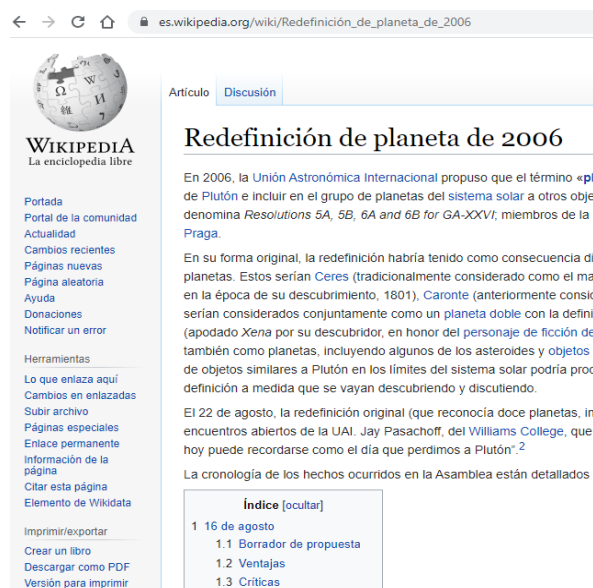 es.wikipedia.org/wiki/Redefinición_de_planeta_de_2006
WIKIPEDIA
La enciclopedia libre
Portada
Portal de la comunidad
Actualidad
Cambios recientes
Páginas nuevas
Página aleatoria
Ayuda
Donaciones
Notificar un error
Herramientas
Lo que enlaza aquí
Cambios en enlazadas
Subir archivo
Páginas especiales
Enlace permanente
Información de la
página
Citar esta página
Elemento de Wikidata
Imprimir/exportar
Crear un libro
Descargar como PDF
Versión para imprimir
Artículo Discusión
Redefinición de planeta de 2006
En 2006, la Unión Astronómica Internacional propuso que el término «pl
de Plutón e incluir en el grupo de planetas del sistema solar a otros obje
denomina Resolutions 5A, 5B, 6A and 6B for GA-XXVI; miembros de la
Praga.
En su forma original, la redefinición habría tenido como consecuencia di
planetas. Estos serían Ceres (tradicionalmente considerado como el ma
en la época de su descubrimiento, 1801), Caronte (anteriormente consid
serían considerados conjuntamente como un planeta doble con la defini
(apodado Xena por su descubridor, en honor del personaje de ficción de
también como planetas, incluyendo algunos de los asteroides y objetos
de objetos similares a Plutón en los límites del sistema solar podría prod
definición a medida que se vayan descubriendo y discutiendo.
El 22 de agosto, la redefinición original (que reconocía doce planetas, in
encuentros abiertos de la UAI. Jay Pasachoff, del Williams College, que
hoy puede recordarse como el día que perdimos a Plutón".2
La cronología de los hechos ocurridos en la Asamblea están detallados
Índice [ocultar]
1 16 de agosto
1.1 Borrador de propuesta
1.2 Ventajas
1.3 Críticas